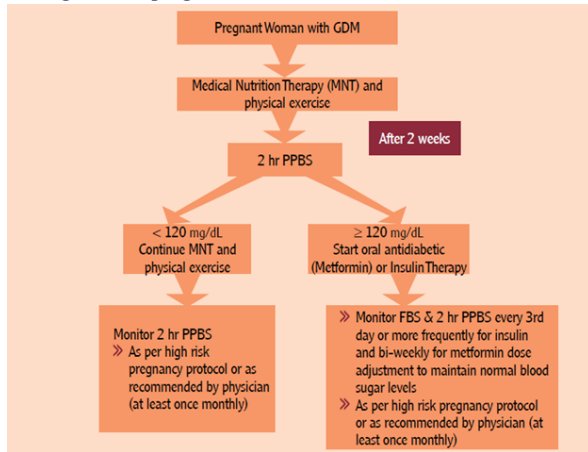 Pregnant Woman with GDM
Medical Nutrition Therapy (MNT) and
physical exercise
After 2 weeks
2 hr PPBS
< 120 mg/dL
Continue MNT and
physical exercise
≥ 120 mg/dL
Start oral antidiabetic
(Metformin) or Insulin Therapy
Monitor 2 hr PPBS
» As per high risk
pregnancy protocol or as
recommended by physician
(at least once monthly)
» Monitor FBS & 2 hr PPBS every 3rd
day or more frequently for insulin
and bi-weekly for metformin dose
adjustment to maintain normal blood
sugar levels
» As per high risk pregnancy protocol
or as recommended by physician (at
least once monthly)